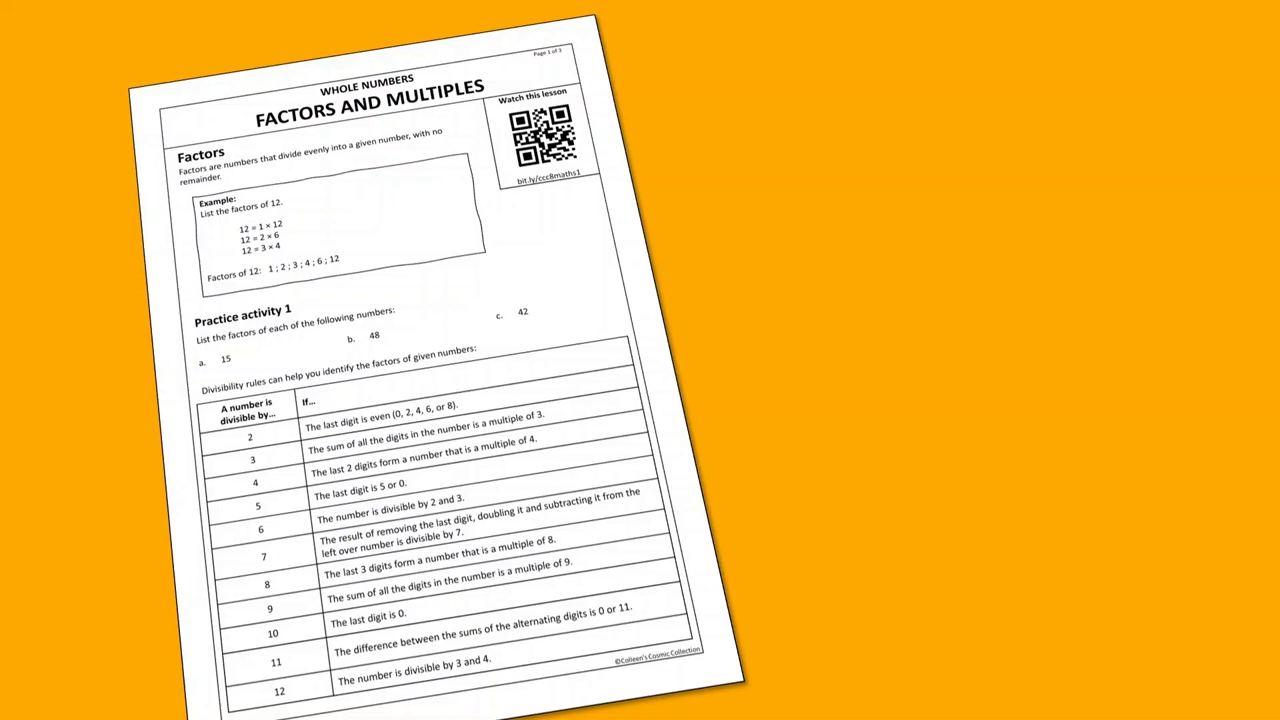 Page 1 of 3
WHOLE NUMBERS
FACTORS AND MULTIPLES
Watch this lesson
bit.ly/ccc8maths1
Factors
Factors are numbers that divide evenly into a given number, with no
remainder.
Example:
List the factors of 12.
12 = 1 × 12
12 = 2 × 6
12 = 3 × 4
Factors of 12: 1 ; 2 ; 3 ; 4 ; 6 ; 12
Practice activity 1
List the factors of each of the following numbers:
a. 15 b. 48 c. 42
Divisibility rules can help you identify the factors of given numbers:
A number is
divisible by...
If...
2 The last digit is even (0, 2, 4, 6, or 8).
3 The sum of all the digits in the number is a multiple of 3.
4 The last 2 digits form a number that is a multiple of 4.
5 The last digit is 5 or 0.
6 The number is divisible by 2 and 3.
7 The result of removing the last digit, doubling it and subtracting it from the
left over number is divisible by 7.
8 The last 3 digits form a number that is a multiple of 8.
9 The sum of all the digits in the number is a multiple of 9.
10 The last digit is 0.
11 The difference between the sums of the alternating digits is 0 or 11.
12 The number is divisible by 3 and 4.
©Colleen's Cosmic Collection